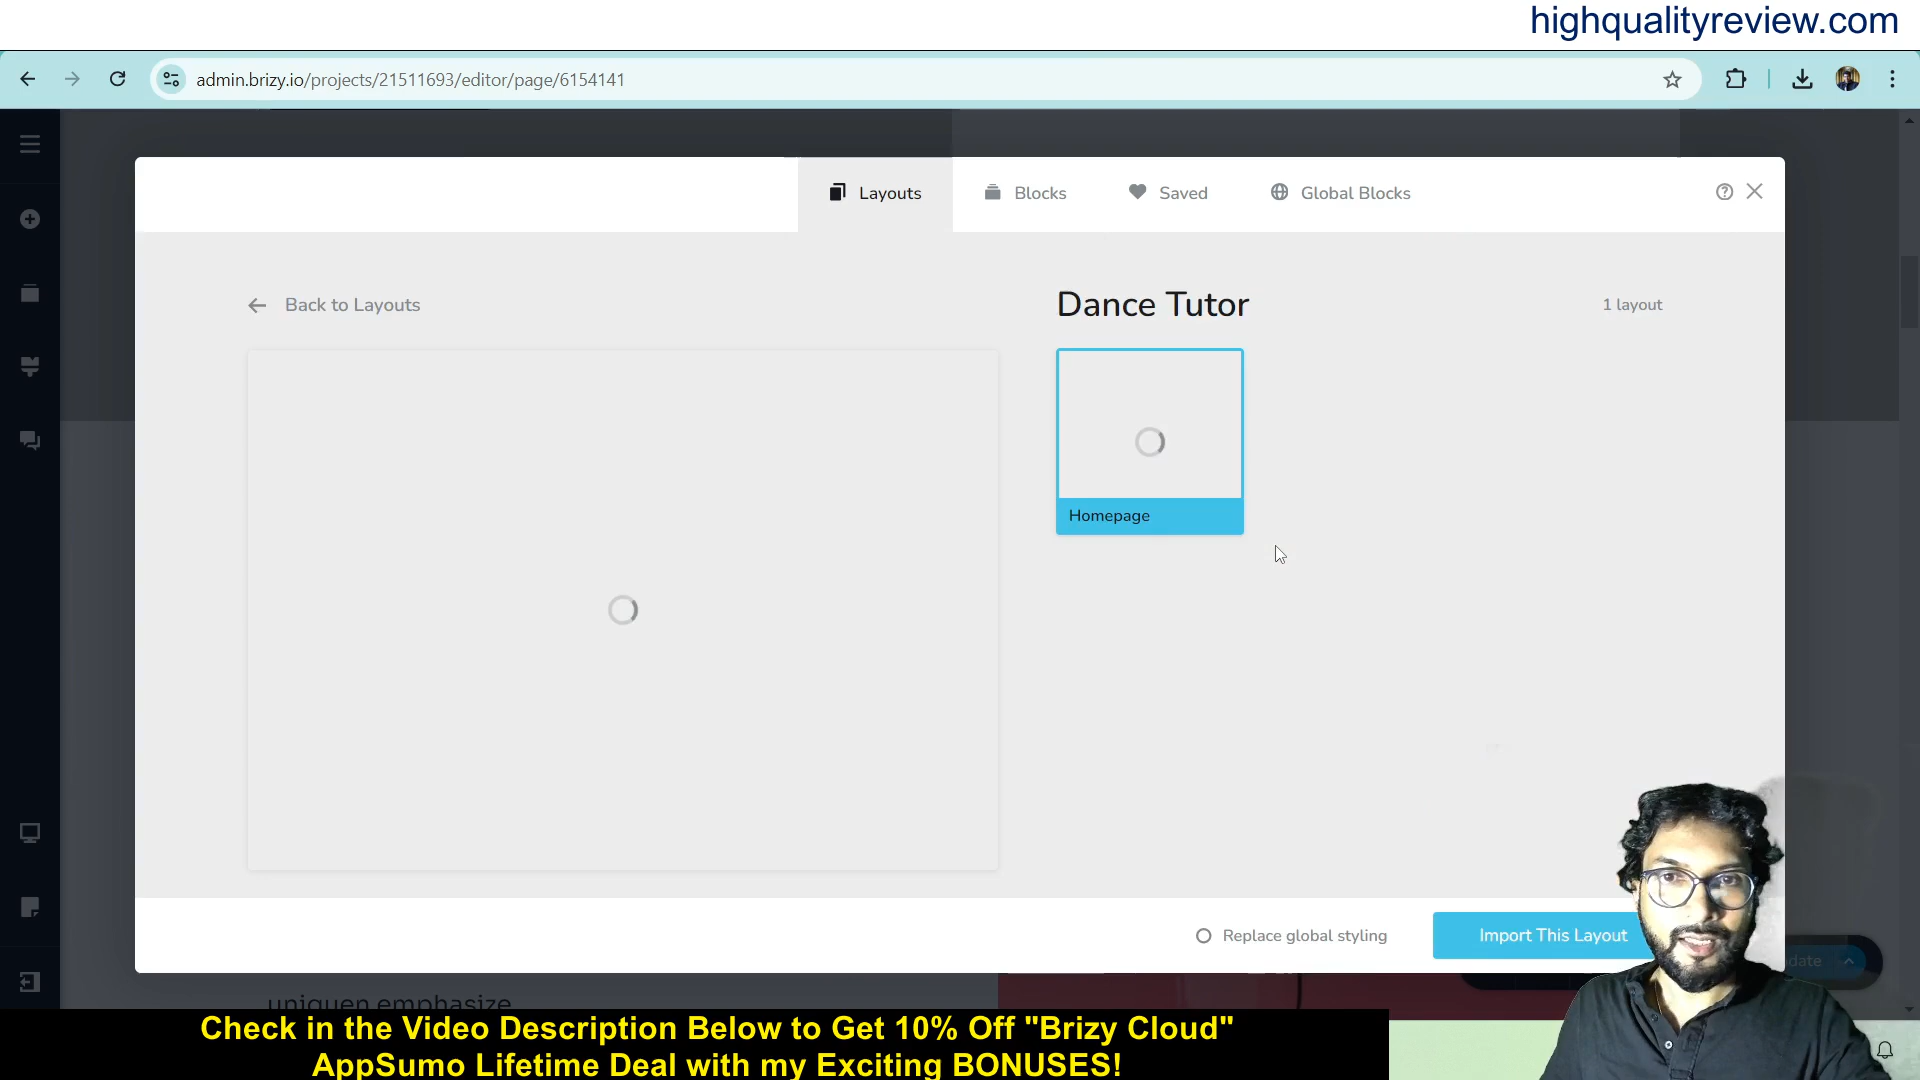 highqualityreview.com
admin.brizy.io/projects/21511693/editor/page/6154141
Layouts
Blocks
Saved
Global Blocks
Back to Layouts
Dance Tutor
1 layout
Homepage
Replace global styling
Import This Layout
uniquen emphasize
Check in the Video Description Below to Get 10% Off "Brizy Cloud"
AppSumo Lifetime Deal with my Exciting BONUSES!